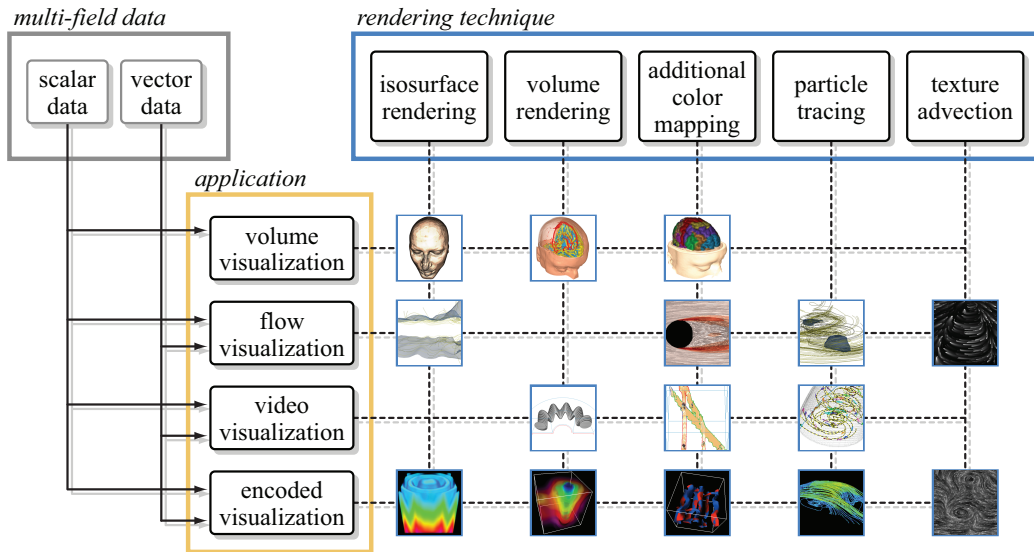 multi-field data
rendering technique
scalar
data
vector
data
isosurface
rendering
volume
rendering
additional
color
mapping
particle
tracing
texture
advection
application
volume
visualization
flow
visualization
video
visualization
encoded
visualization